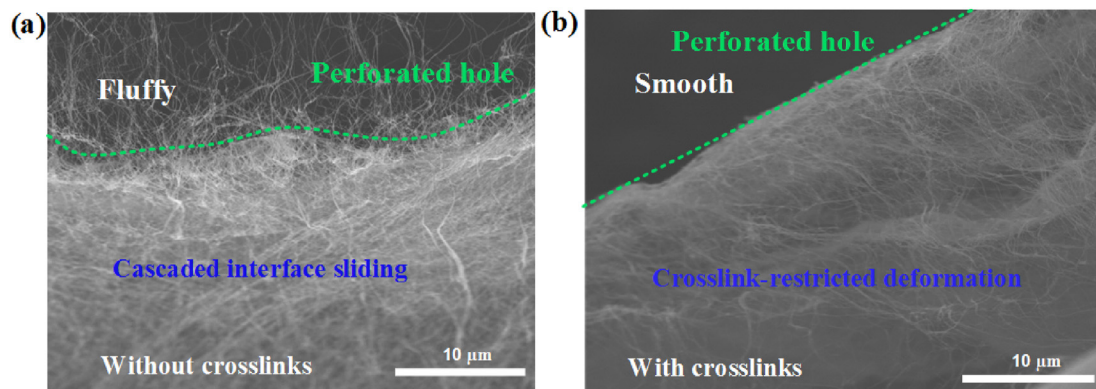 (a)
Fluffy
Perforated hole
Cascaded interface sliding
Without crosslinks
10 μm
(b)
Perforated hole
Smooth
Crosslink-restricted deformation
With crosslinks
10 μm